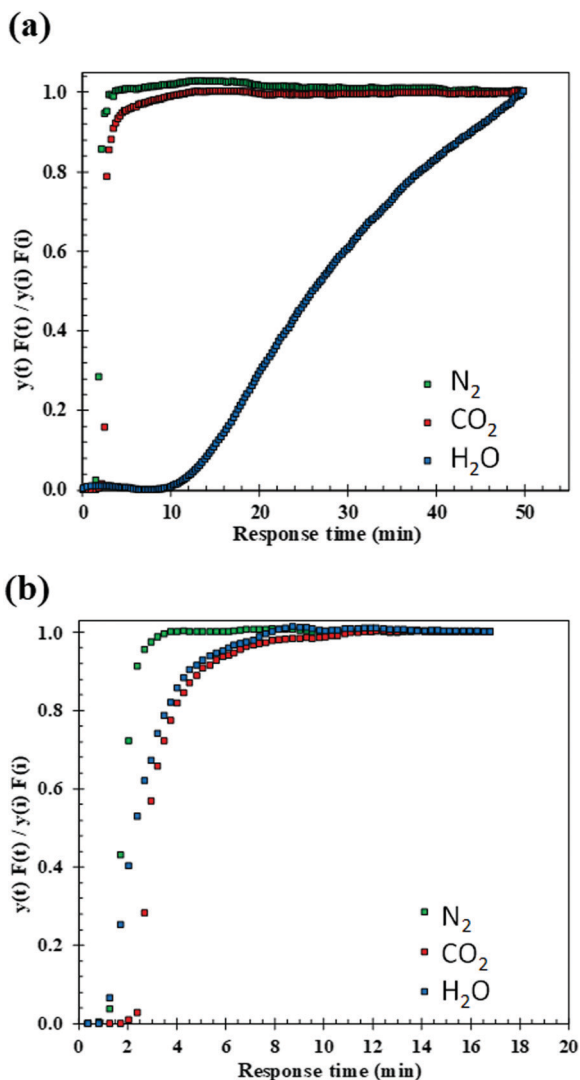 (a)
y(t) F(t) / y(i) F(i)
1.0
0.8
0.6
0.4
0.2
0.0
N₂
CO₂
H₂O
0 10 20 30 40 50
Response time (min)
(b)
y(t) F(t) / y(i) F(i)
1.0
0.8
0.6
0.4
0.2
0.0
N₂
CO₂
H₂O
0 2 4 6 8 10 12 14 16 18 20
Response time (min)